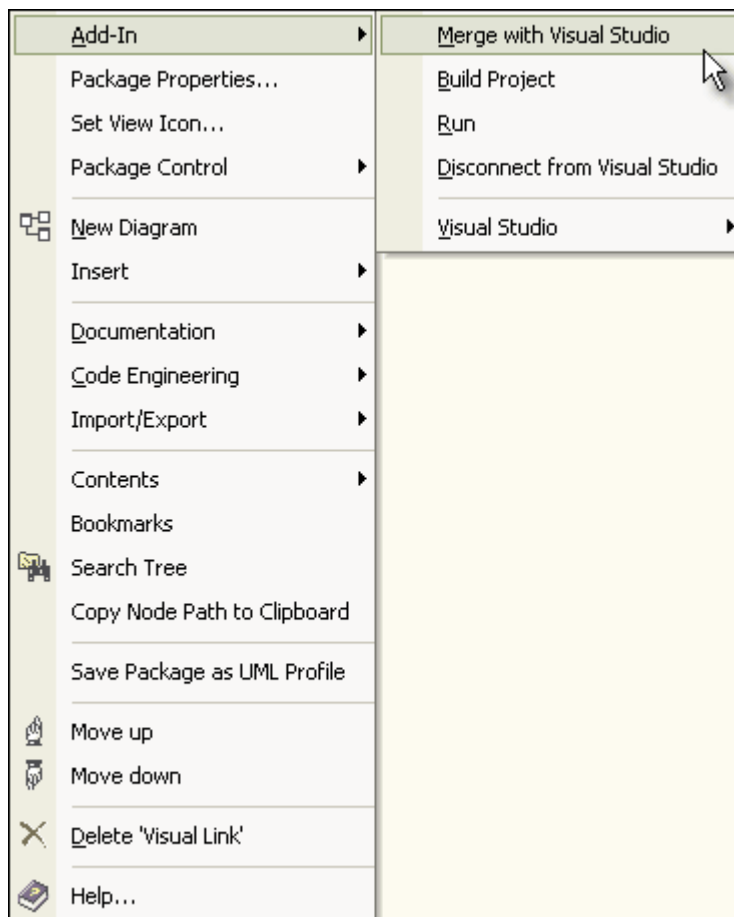 Add-In
Package Properties...
Set View Icon...
Package Control
New Diagram
Insert
Documentation
Code Engineering
Import/Export
Contents
Bookmarks
Search Tree
Copy Node Path to Clipboard
Save Package as UML Profile
Move up
Move down
Delete 'Visual Link'
Help...
Merge with Visual Studio
Build Project
Run
Disconnect from Visual Studio
Visual Studio